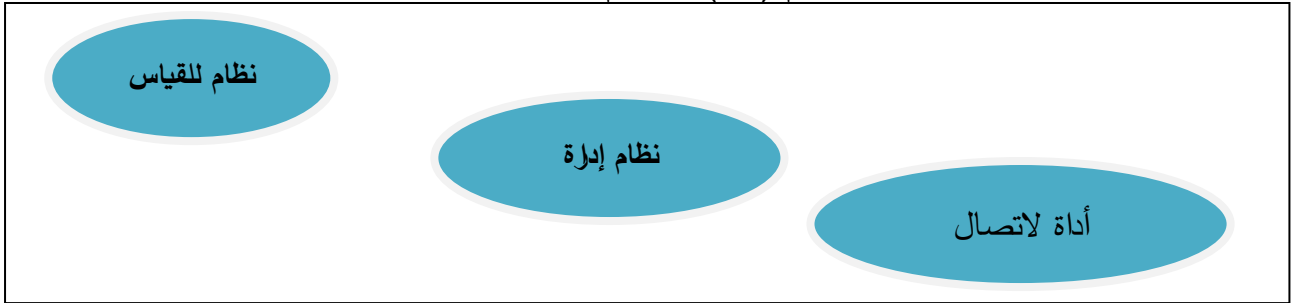 نظام للقياس
نظام إدارة
أداة لاتصال